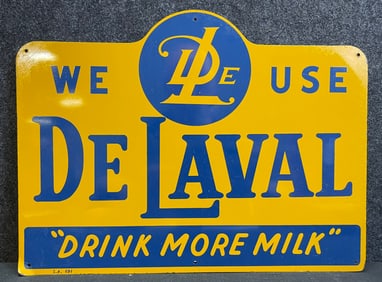 WE DLE USE
DE LAVAL
"DRINK MORE MILK"